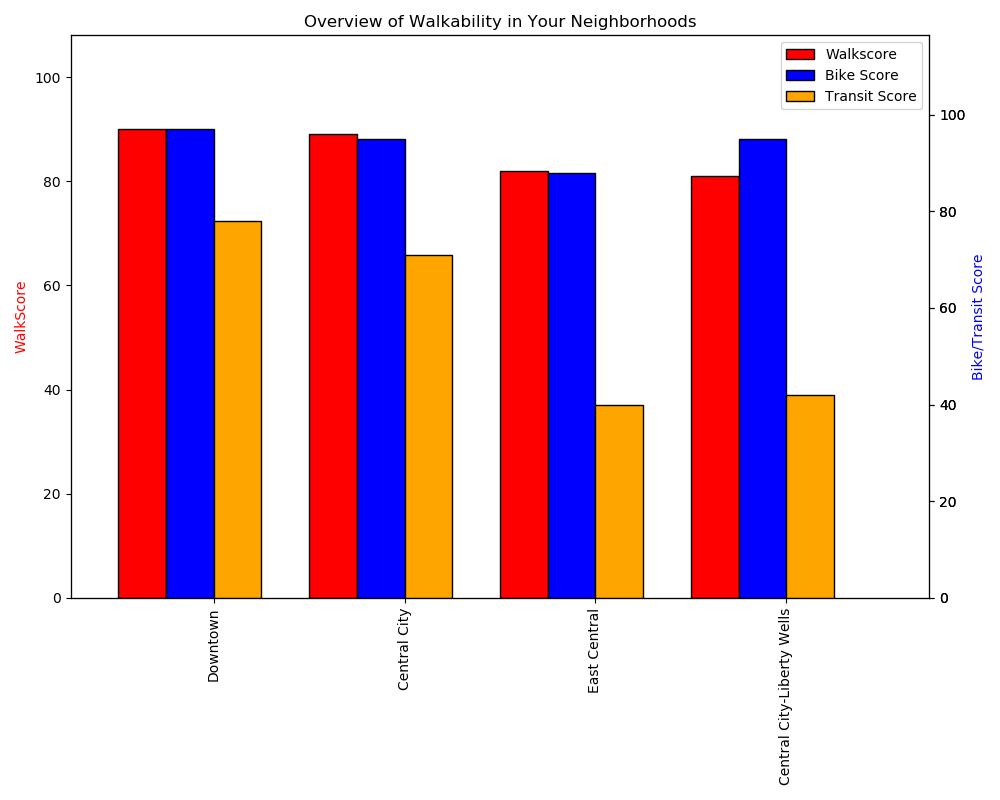 Overview of Walkability in Your Neighborhoods
Walkscore
Bike Score
Transit Score
WalkScore
100
80
60
40
20
0
Bike/Transit Score
100
80
60
40
20
0
Downtown
Central City
East Central
Central City-Liberty Wells